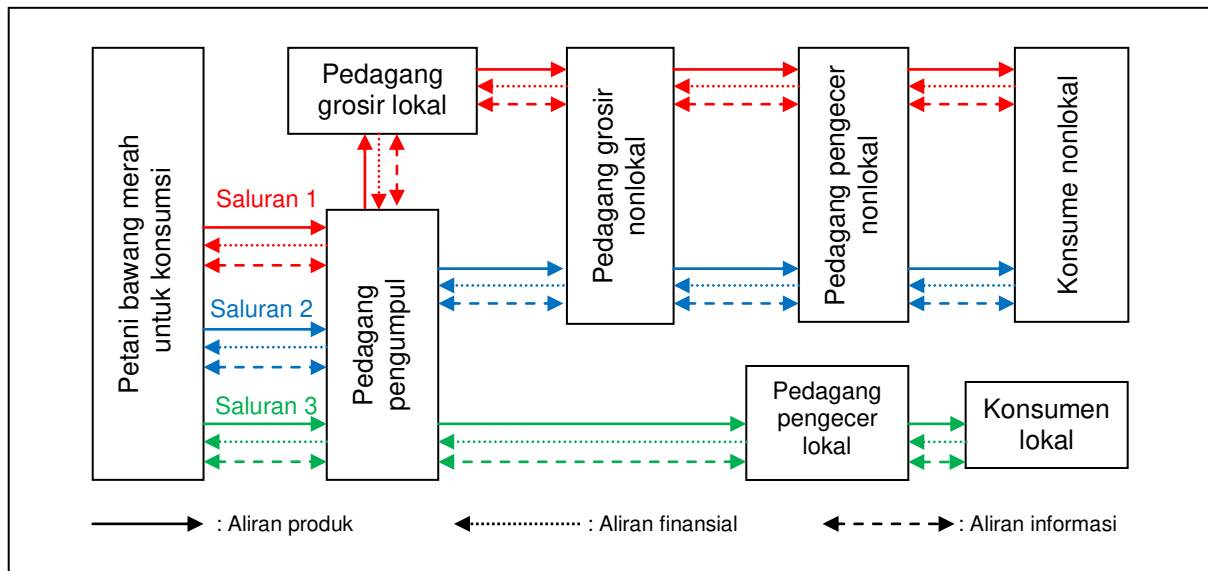 Petani bawang merah
untuk konsumsi
Saluran 1
Saluran 2
Saluran 3
Pedagang
grosir lokal
Pedagang
pengumpul
Pedagang grosir
nonlokal
Pedagang pengecer
nonlokal
Konsume nonlokal
Pedagang
pengecer
lokal
Konsumen
lokal
: Aliran produk
: Aliran finansial
: Aliran informasi